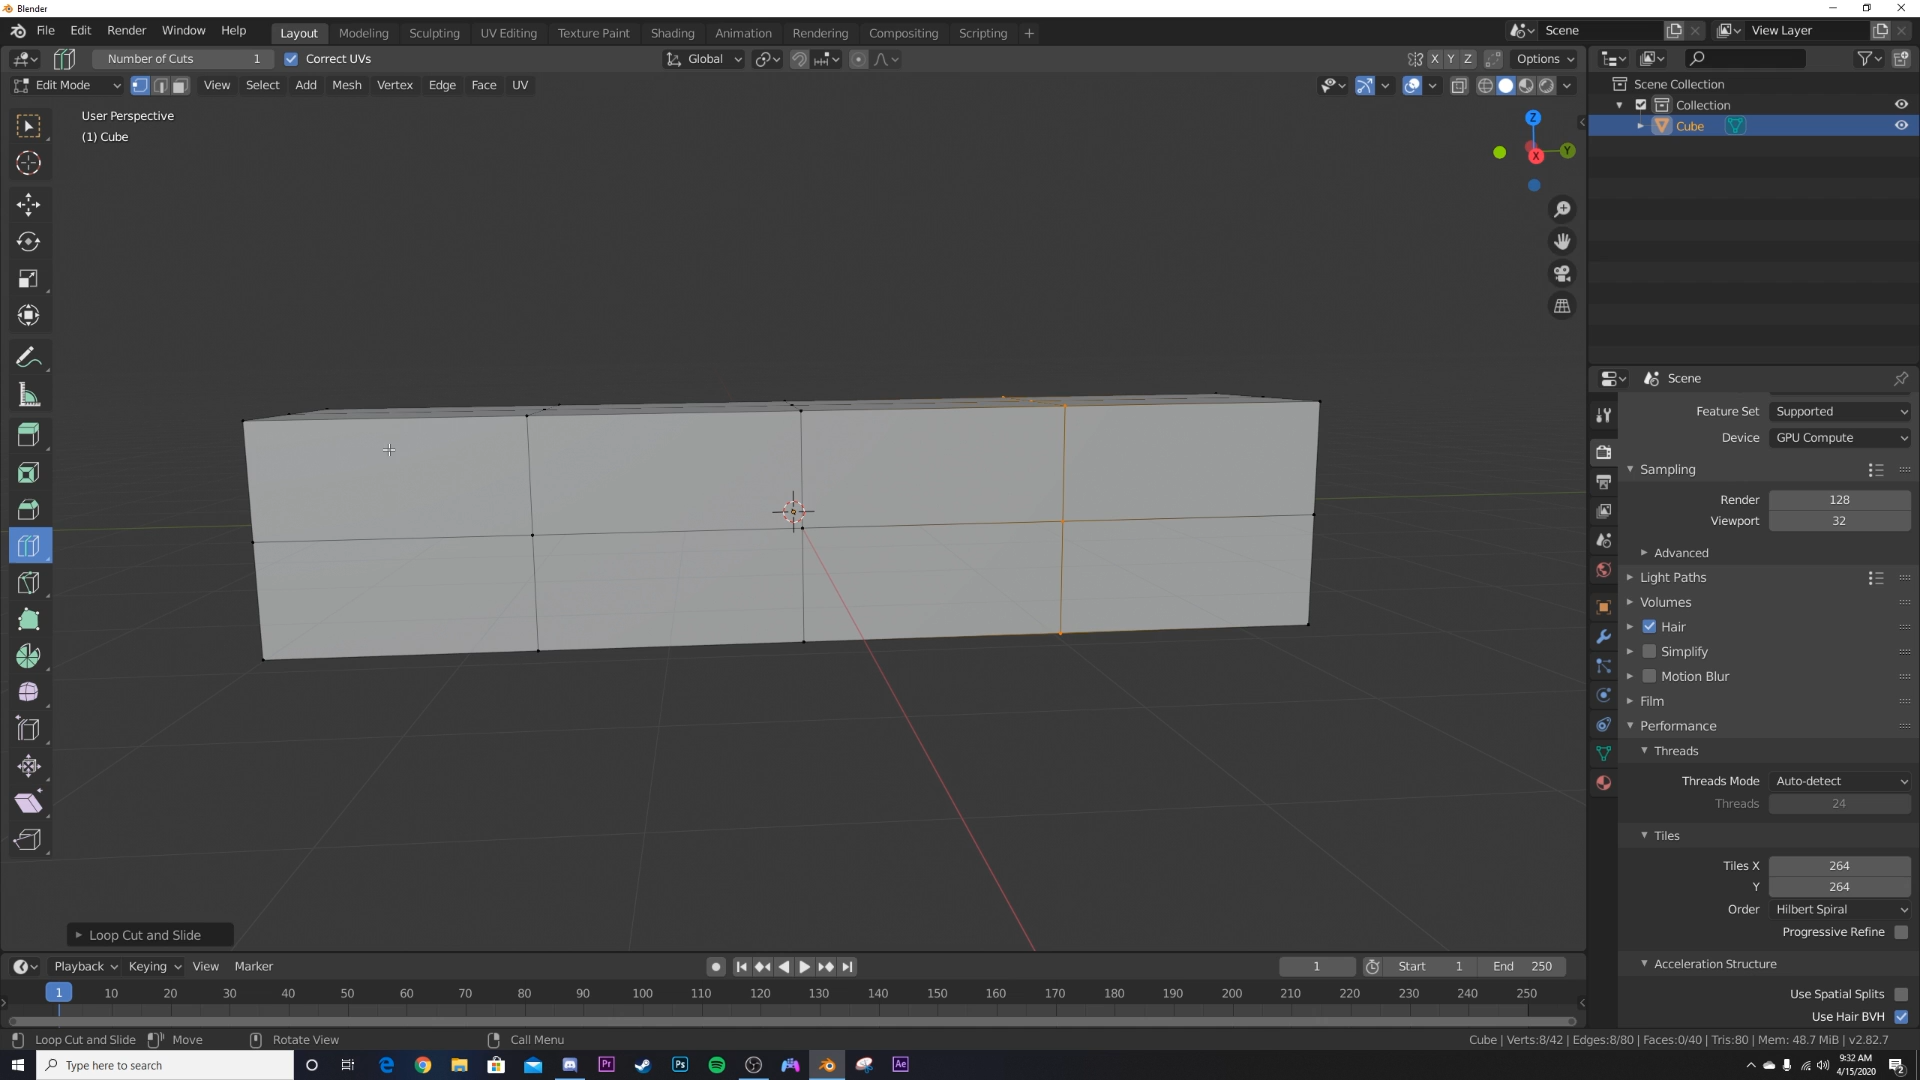 Blender
File Edit Render Window Help Layout Modeling Sculpting UV Editing Texture Paint Shading Animation Rendering Compositing Scripting + Scene View Layer
Number of Cuts 1 Correct UVs Global X Y Z Options
Edit Mode View Select Add Mesh Vertex Edge Face UV
User Perspective
(1) Cube
Z
X Y
Scene Collection
Collection
Cube
Scene
Feature Set Supported
Device GPU Compute
Sampling
Render 128
Viewport 32
Advanced
Light Paths
Volumes
Hair
Simplify
Motion Blur
Film
Performance
Threads
Threads Mode Auto-detect
Threads 24
Tiles
Tiles X 264
Y 264
Order Hilbert Spiral
Progressive Refine
Acceleration Structure
Use Spatial Splits
Use Hair BVH
Loop Cut and Slide
Playback Keying View Marker 1 Start 1 End 250
1 10 20 30 40 50 60 70 80 90 100 110 120 130 140 150 160 170 180 190 200 210 220 230 240 250
Loop Cut and Slide Move Rotate View Call Menu Cube | Verts:8/42 | Edges:8/80 | Faces:0/40 | Tris:80 | Mem: 48.7 MiB | v2.82.7
Type here to search Pr Ps Ae 9:32 AM
4/15/2020 2